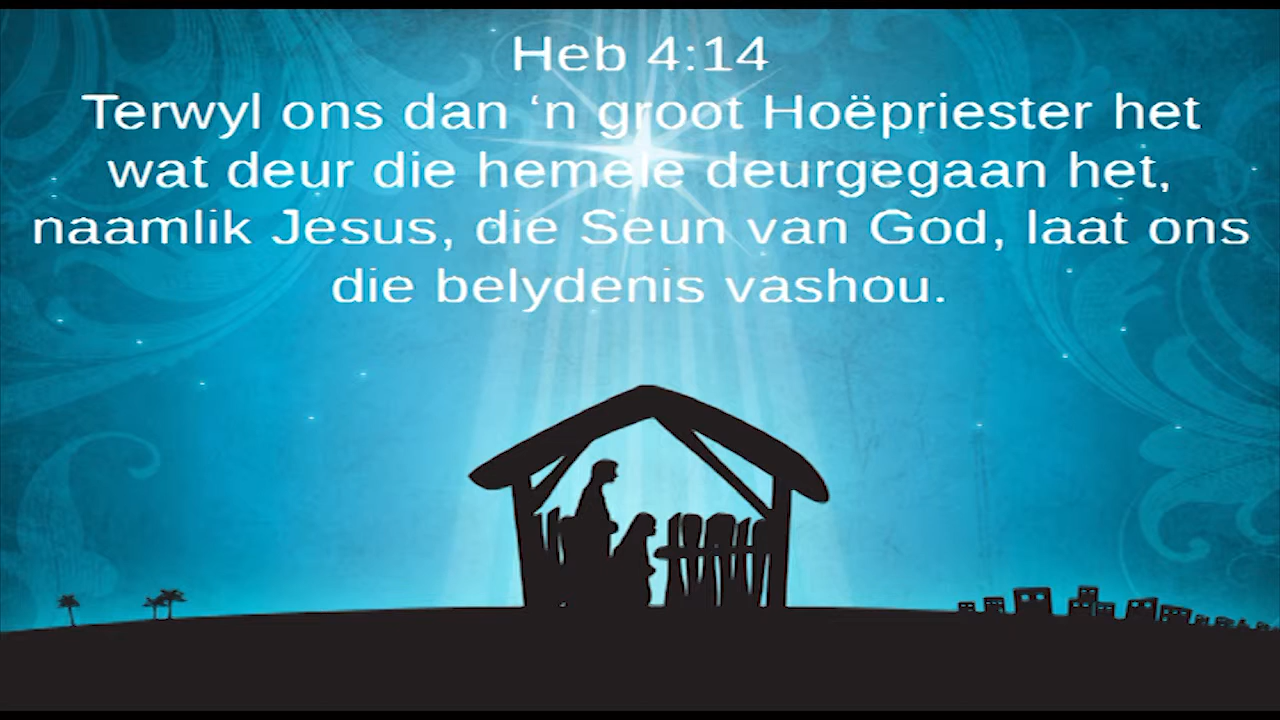 Heb 4:14
Terwyl ons dan ‘n groot Hoëpriester het
wat deur die hemele deurgegaan het,
naamlik Jesus, die Seun van God, laat ons
die belydenis vashou.